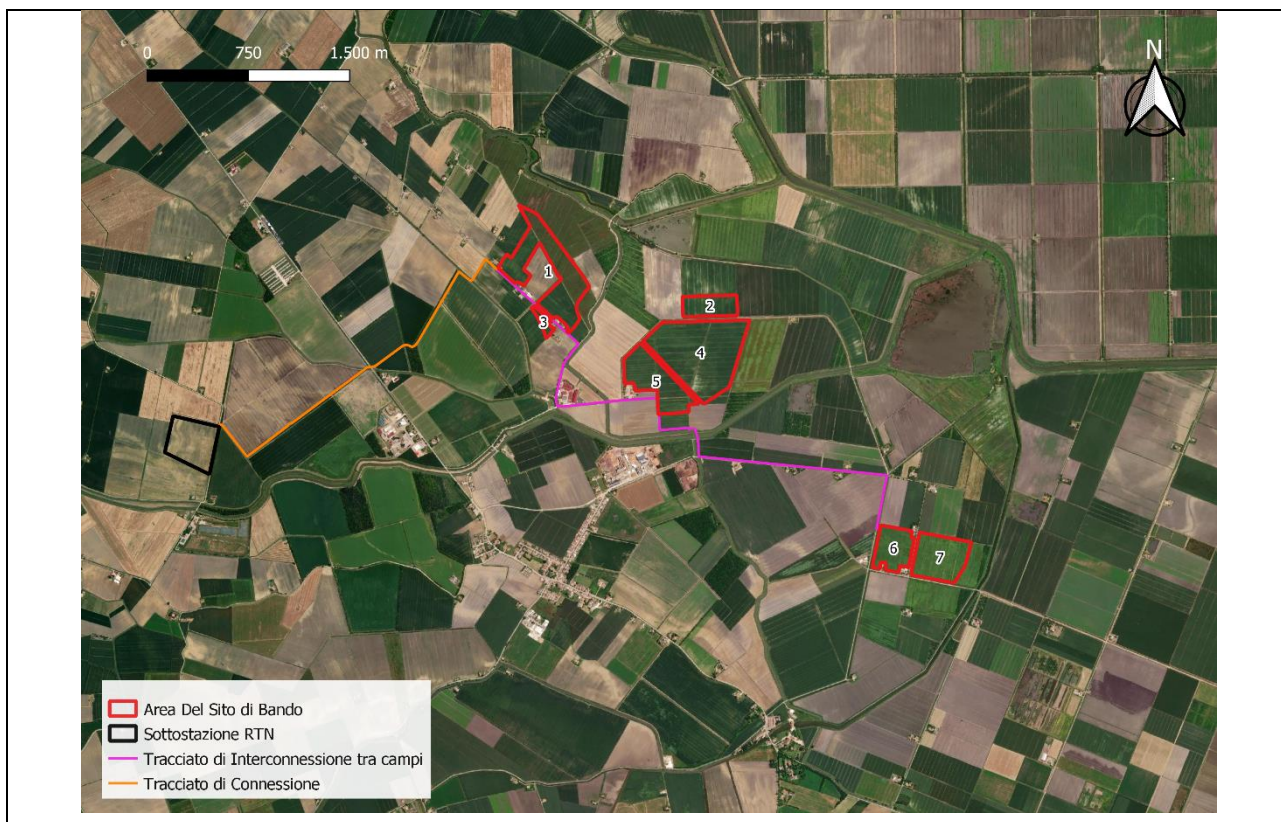 0 750 1.500 m
N
1
2
3
4
5
6
7
Area Del Sito di Bando
Sottostazione RTN
Tracciato di Interconnessione tra campi
Tracciato di Connessione